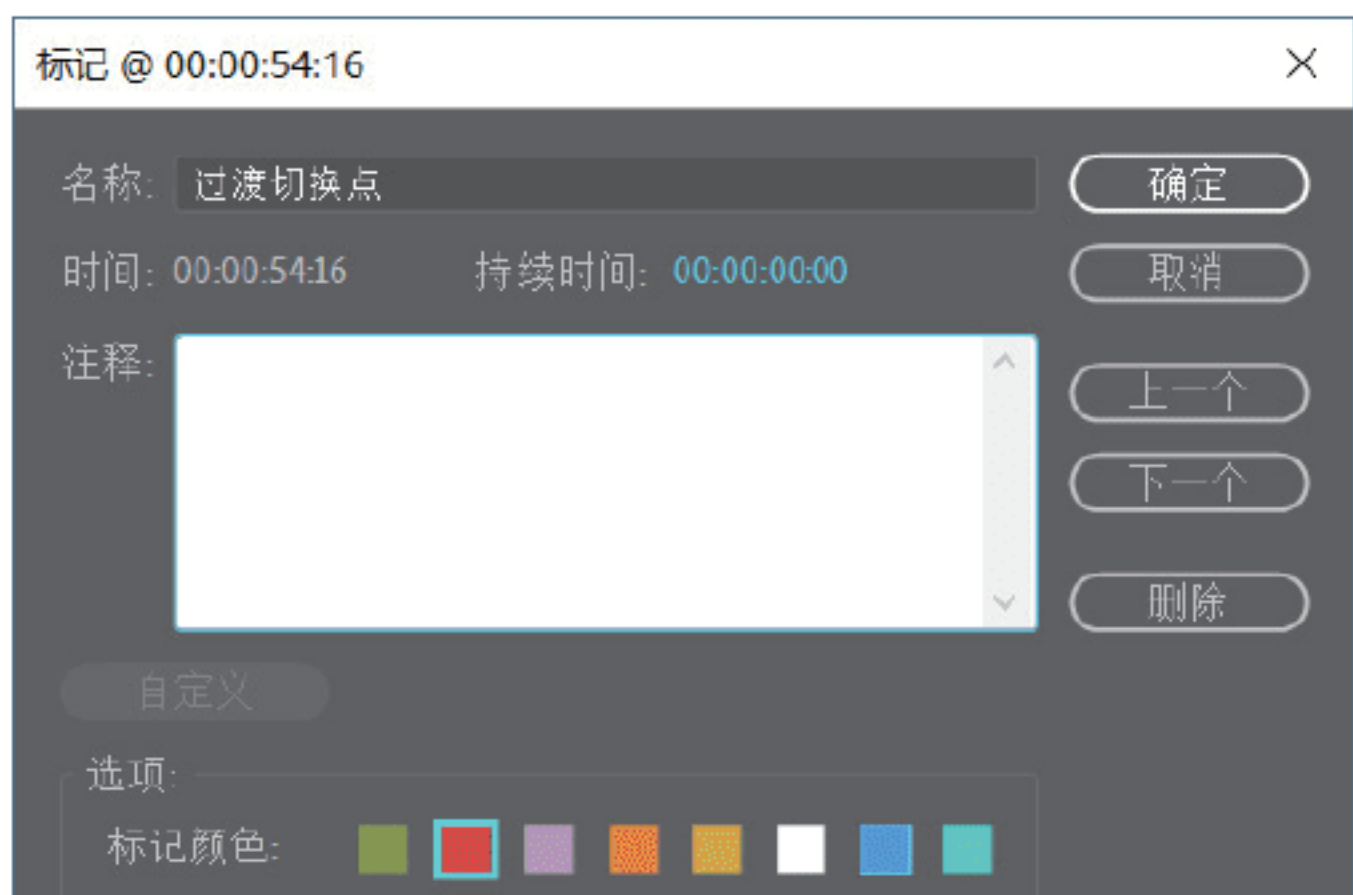 标记 @ 00:00:54:16
名称: 过渡切换点 确定
时间: 00:00:54:16 持续时间: 00:00:00:00 取消
注释:
上一个
下一个
删除
自定义
选项:
标记颜色: